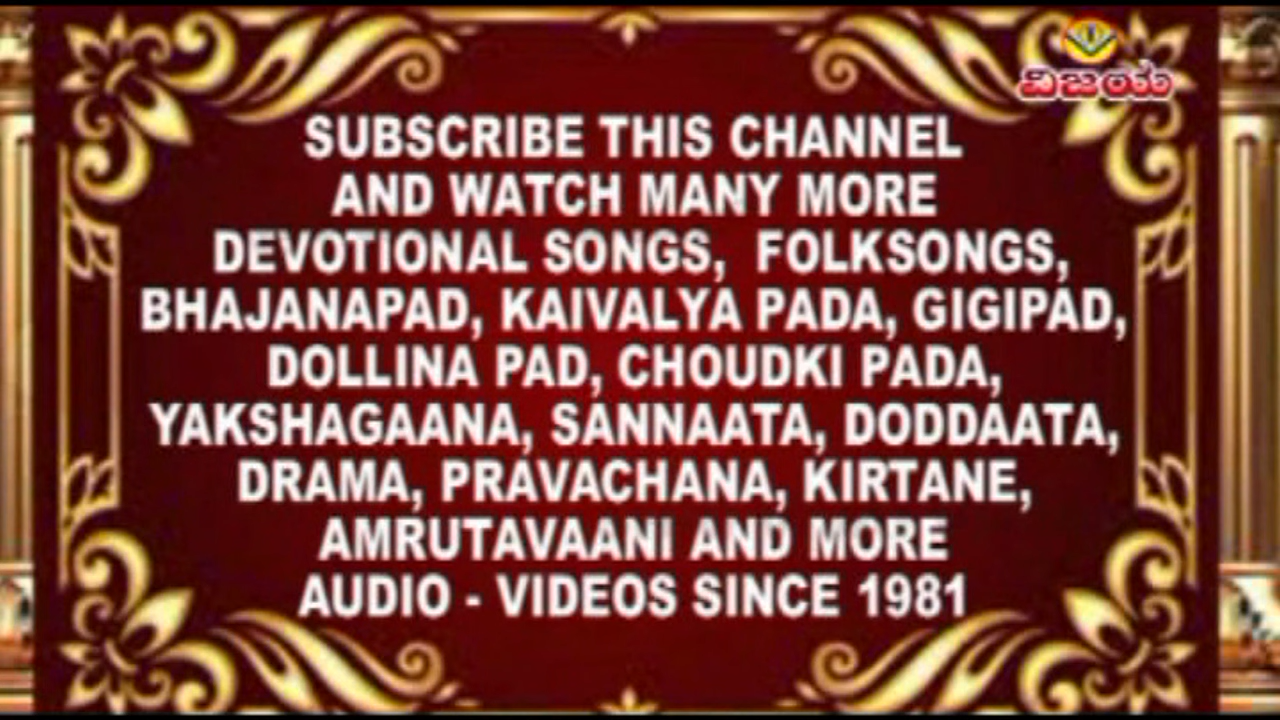 ವಿಜಯ
SUBSCRIBE THIS CHANNEL
AND WATCH MANY MORE
DEVOTIONAL SONGS, FOLKSONGS,
BHAJANAPAD, KAIVALYA PADA, GIGIPAD,
DOLLINA PAD, CHOUDKI PADA,
YAKSHAGAANA, SANNAATA, DODDAATA,
DRAMA, PRAVACHANA, KIRTANE,
AMRUTAVAANI AND MORE
AUDIO - VIDEOS SINCE 1981